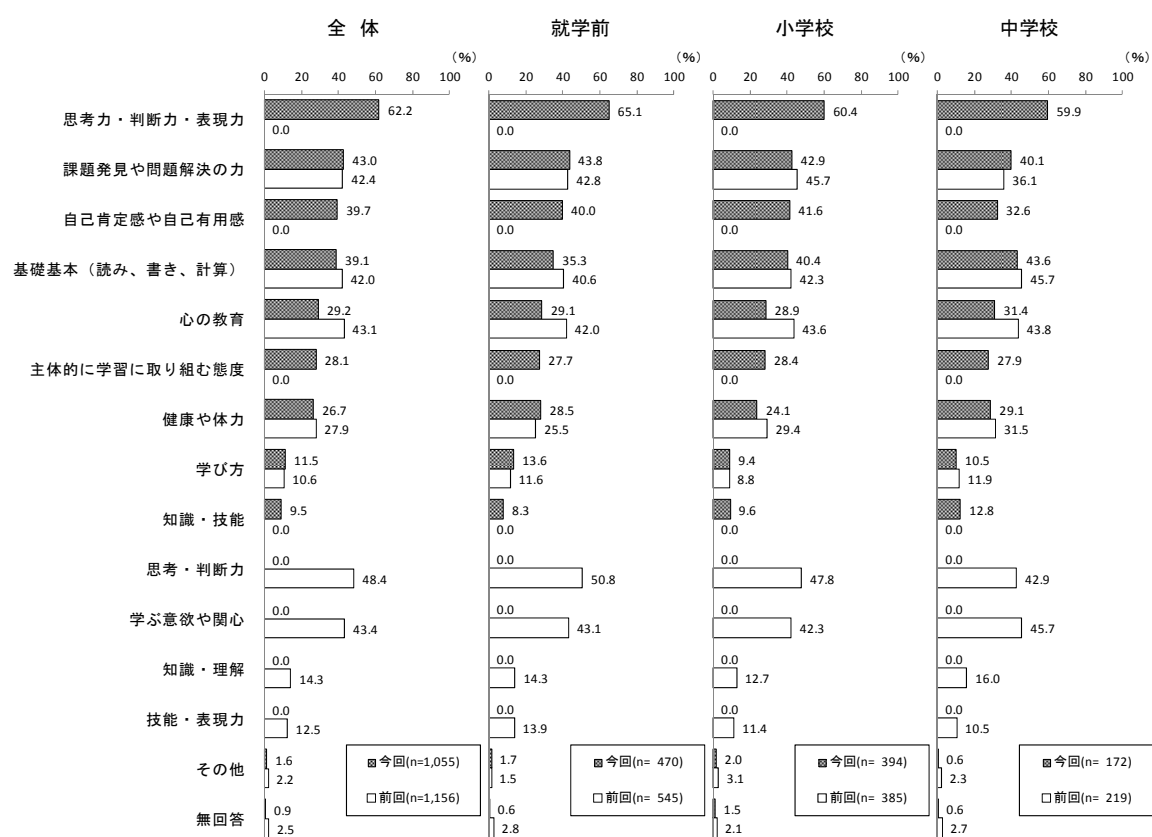 全 体 就学前 小学校 中学校
(%) (%) (%) (%)
0 20 40 60 80 100 0 20 40 60 80 100 0 20 40 60 80 100 0 20 40 60 80 100
思考力・判断力・表現力 62.2 65.1 60.4 59.9
0.0 0.0 0.0 0.0
課題発見や問題解決の力 43.0 43.8 42.9 40.1
42.4 42.8 45.7 36.1
自己肯定感や自己有用感 39.7 40.0 41.6 32.6
0.0 0.0 0.0 0.0
基礎基本（読み、書き、計算） 39.1 35.3 40.4 43.6
42.0 40.6 42.3 45.7
心の教育 29.2 29.1 28.9 31.4
43.1 42.0 43.6 43.8
主体的に学習に取り組む態度 28.1 27.7 28.4 27.9
0.0 0.0 0.0 0.0
健康や体力 26.7 28.5 24.1 29.1
27.9 25.5 29.4 31.5
学び方 11.5 13.6 9.4 10.5
10.6 11.6 8.8 11.9
知識・技能 9.5 8.3 9.6 12.8
0.0 0.0 0.0 0.0
思考・判断力 0.0 0.0 0.0 0.0
48.4 50.8 47.8 42.9
学ぶ意欲や関心 0.0 0.0 0.0 0.0
43.4 43.1 42.3 45.7
知識・理解 0.0 0.0 0.0 0.0
14.3 14.3 12.7 16.0
技能・表現力 0.0 0.0 0.0 0.0
12.5 13.9 11.4 10.5
その他 1.6 今回(n=1,055) 1.7 今回(n= 470) 2.0 今回(n= 394) 0.6 今回(n= 172)
2.2 1.5 3.1 2.3
無回答 0.9 前回(n=1,156) 0.6 前回(n= 545) 1.5 前回(n= 385) 0.6 前回(n= 219)
2.5 2.8 2.1 2.7